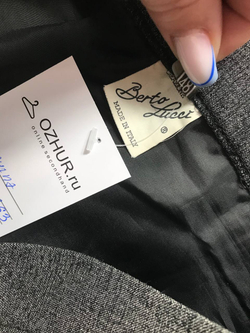 OZHUR.ru
online secondhand
Berto
Lucci
®
MADE IN ITALY